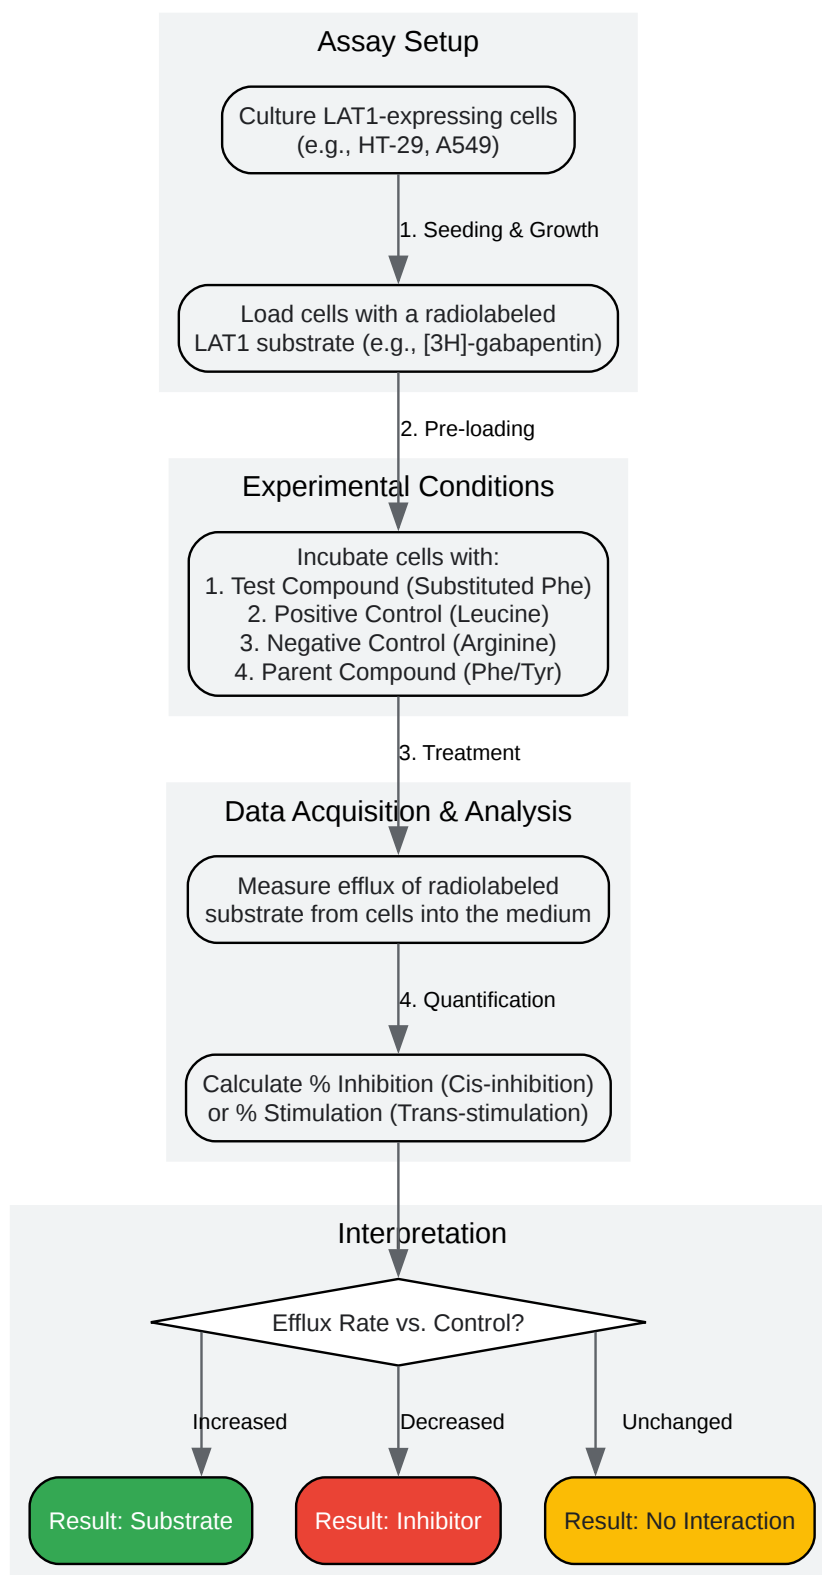 Assay Setup
Culture LAT1-expressing cells
(e.g., HT-29, A549)
1. Seeding & Growth
Load cells with a radiolabeled
LAT1 substrate (e.g., [3H]-gabapentin)
2. Pre-loading
Experimental Conditions
Incubate cells with:
1. Test Compound (Substituted Phe)
2. Positive Control (Leucine)
3. Negative Control (Arginine)
4. Parent Compound (Phe/Tyr)
3. Treatment
Data Acquisition & Analysis
Measure efflux of radiolabeled
substrate from cells into the medium
4. Quantification
Calculate % Inhibition (Cis-inhibition)
or % Stimulation (Trans-stimulation)
Interpretation
Efflux Rate vs. Control?
Increased
Decreased
Unchanged
Result: Substrate
Result: Inhibitor
Result: No Interaction